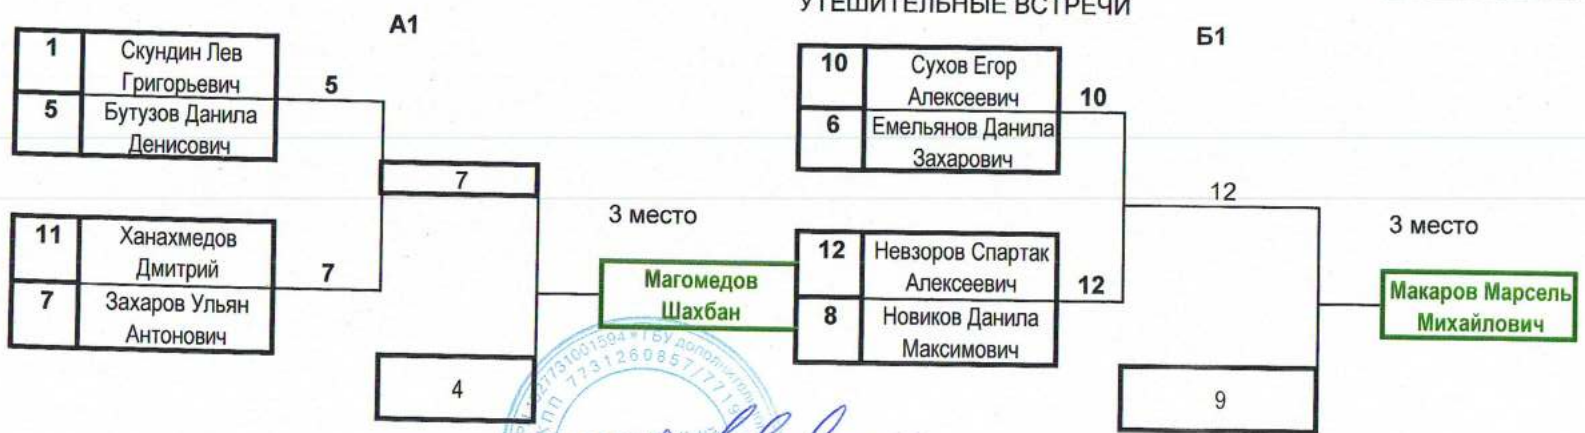 УТЕШИТЕЛЬНЫЕ ВСТРЕЧИ
А1
1
Скундин Лев
Григорьевич
5
5
Бутузов Данила
Денисович
7
11
Ханахмедов
Дмитрий
7
7
Захаров Ульян
Антонович
4
3 место
Магомедов
Шахбан
Б1
10
Сухов Егор
Алексеевич
10
6
Емельянов Данила
Захарович
12
12
Невзоров Спартак
Алексеевич
12
8
Новиков Данила
Максимович
9
3 место
Макаров Марсель
Михайлович